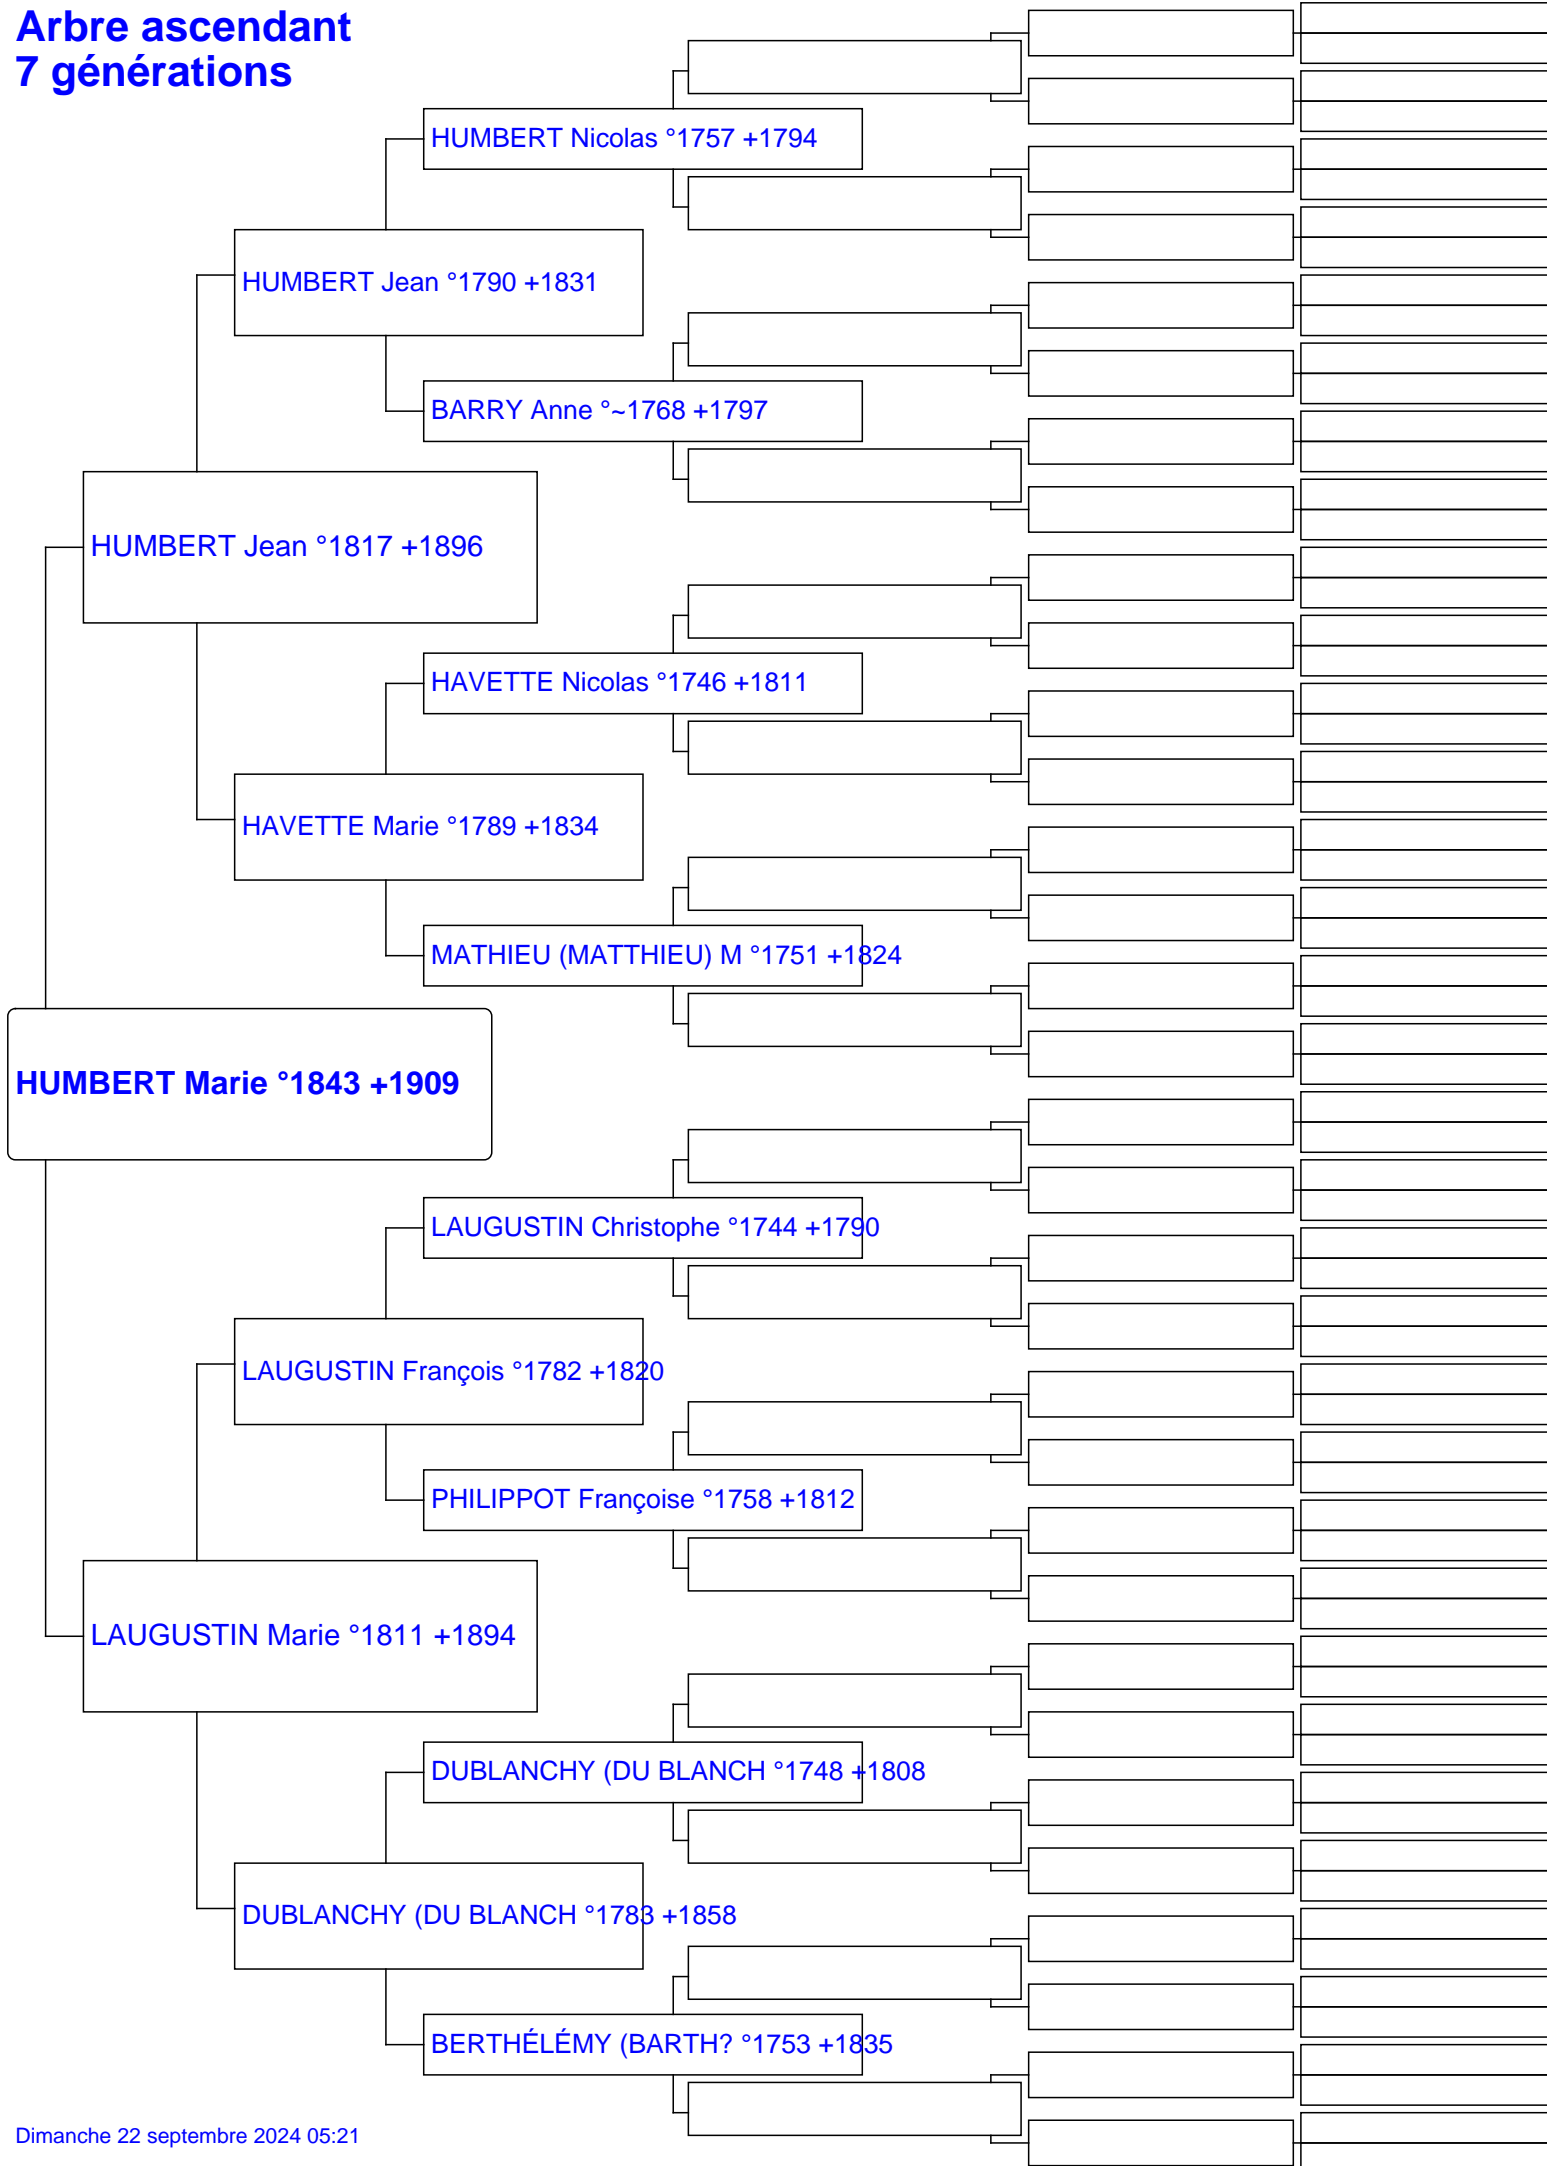 Arbre ascendant
7 générations
HUMBERT Nicolas °1757 +1794
HUMBERT Jean °1790 +1831
BARRY Anne °~1768 +1797
HUMBERT Jean °1817 +1896
HAVETTE Nicolas °1746 +1811
HAVETTE Marie °1789 +1834
MATHIEU (MATTHIEU) M °1751 +1824
HUMBERT Marie °1843 +1909
LAUGUSTIN Christophe °1744 +1790
LAUGUSTIN François °1782 +1820
PHILIPPOT Françoise °1758 +1812
LAUGUSTIN Marie °1811 +1894
DUBLANCHY (DU BLANCH °1748 +1808
DUBLANCHY (DU BLANCH °1783 +1858
BERTHÉLÉMY (BARTH? °1753 +1835
Dimanche 22 septembre 2024 05:21